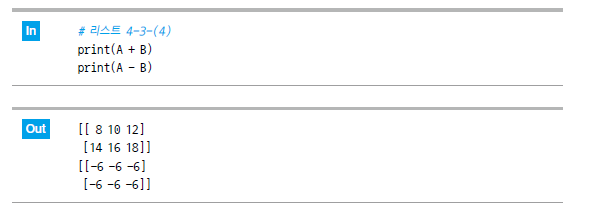 In
# 리스트 4-3-(4)
print(A + B)
print(A - B)
Out
[[ 8 10 12]
[14 16 18]]
[[-6 -6 -6]
[-6 -6 -6]]